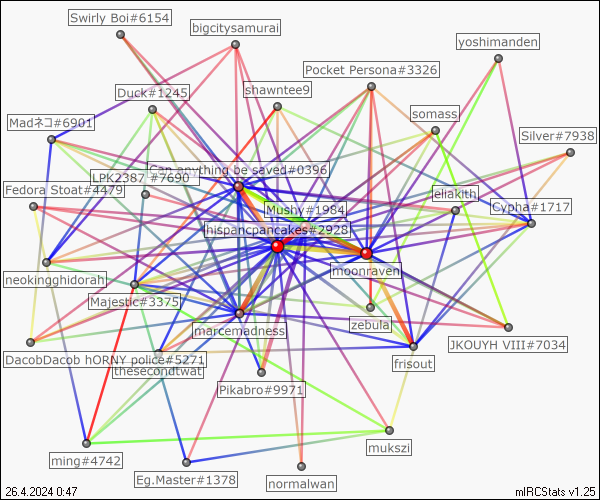 Swirly Boi#6154
bigcitysamurai
yoshimanden
Pocket Persona#3326
shawntee9
Duck#1245
somass
Madネコ#6901
Silver#7938
Can anything be saved#0396
LPK2387 #7690
Fedora Stoat#4479
eliakith
Cypha#1717
Mushy#1984
hispanicpancakes#2928
moonraven
neokingghidorah
Majestic#3375
zebula
marcemadness
JKOUYH VIII#7034
DacobDacob hORNY police#5271
frisout
thesecondtwat
Pikabro#9971
mukszi
ming#4742
Eg.Master#1378
normalwan
26.4.2024 0:47
mIRCStats v1.25